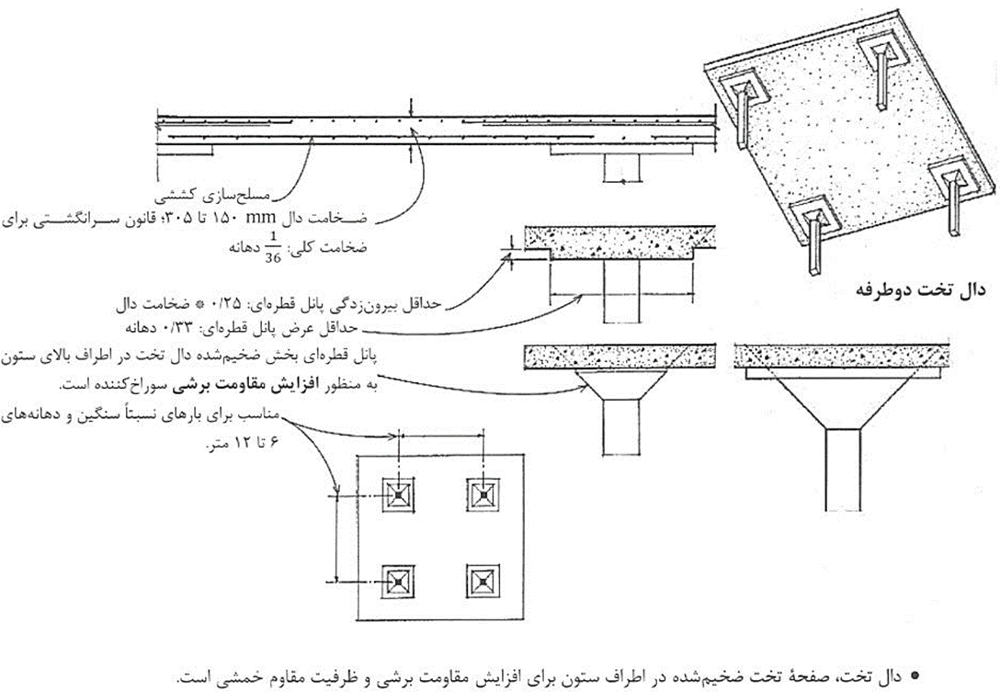 دال تخت دوطرفه
مسلح‌سازی کششی
ضـخامت دال ۱۵۰ mm تا ۳۰۵؛ قانون سـرانگشـتـی برای
ضخامت کلی: 1/36 دهانه
حداقل بیرون‌زدگی پانل قطره‌ای: ۰/۲۵ * ضخامت دال
حداقل عرض پانل قطره‌ای: ۰/۳۳ دهانه
پانل قطره‌ای بخش ضخیم‌شده دال تخت در اطراف بالای ستون
به منظور افزایش مقاومت برشی سوراخ‌کننده است.
مناسب برای بارهای نسبتاً سنگین و دهانه‌های
۶ تا ۱۲ متر.
• دال تخت، صفحۀ تخت ضخیم‌شده در اطراف ستون برای افزایش مقاومت برشی و ظرفیت مقاوم خمشی است.